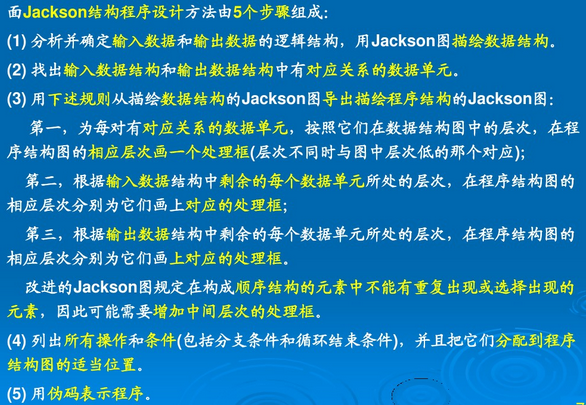 面Jackson结构程序设计方法由5个步骤组成:
(1) 分析并确定输入数据和输出数据的逻辑结构，用Jackson图描绘数据结构。
(2) 找出输入数据结构和输出数据结构中有对应关系的数据单元。
(3) 用下述规则从描绘数据结构的Jackson图导出描绘程序结构的Jackson图:
第一，为每对有对应关系的数据单元，按照它们在数据结构图中的层次，在程
序结构图的相应层次画一个处理框(层次不同时与图中层次低的那个对应);
第二，根据输入数据结构中剩余的每个数据单元所处的层次，在程序结构图的
相应层次分别为它们画上对应的处理框;
第三，根据输出数据结构中剩余的每个数据单元所处的层次，在程序结构图的
相应层次分别为它们画上对应的处理框。
改进的Jackson图规定在构成顺序结构的元素中不能有重复出现或选择出现的
元素，因此可能需要增加中间层次的处理框。
(4) 列出所有操作和条件(包括分支条件和循环结束条件)，并且把它们分配到程序
结构图的适当位置。
(5) 用伪码表示程序。